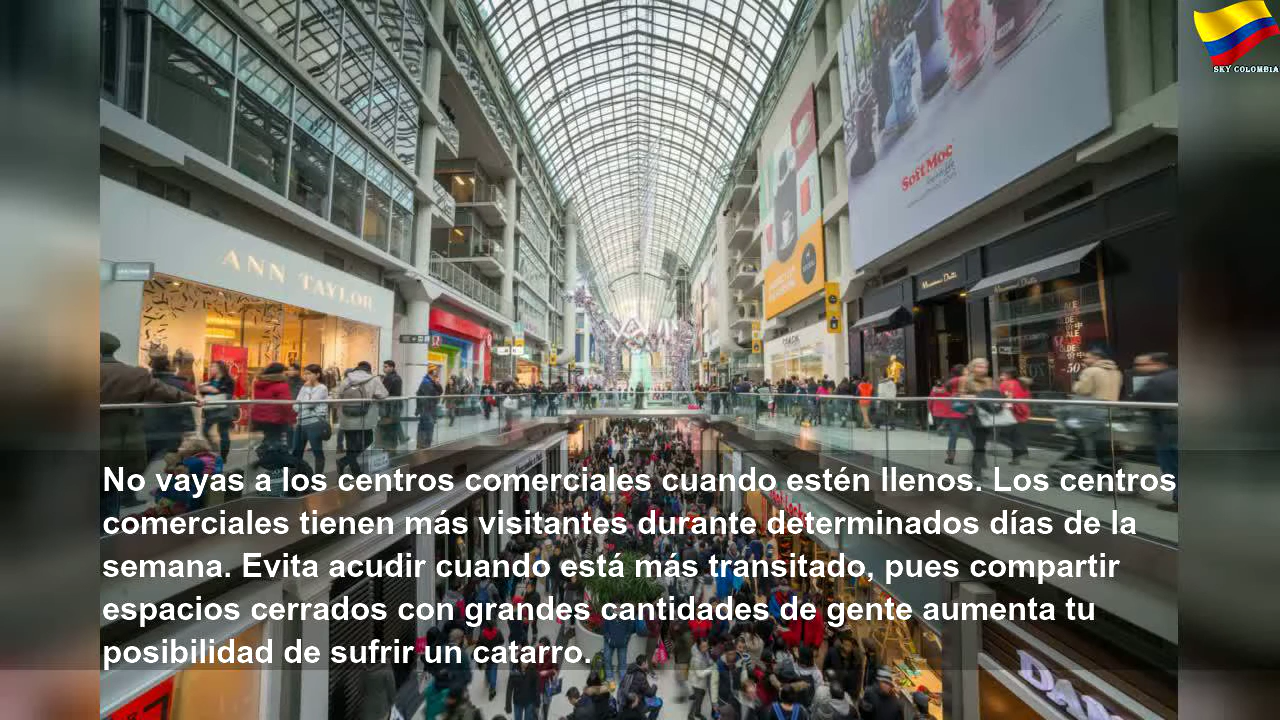 SKY COLOMBIA
SoftMoc
ANN TAYLOR
Massimo Dutti
No vayas a los centros comerciales cuando estén llenos. Los centros
comerciales tienen más visitantes durante determinados días de la
semana. Evita acudir cuando está más transitado, pues compartir
espacios cerrados con grandes cantidades de gente aumenta tu
posibilidad de sufrir un catarro.